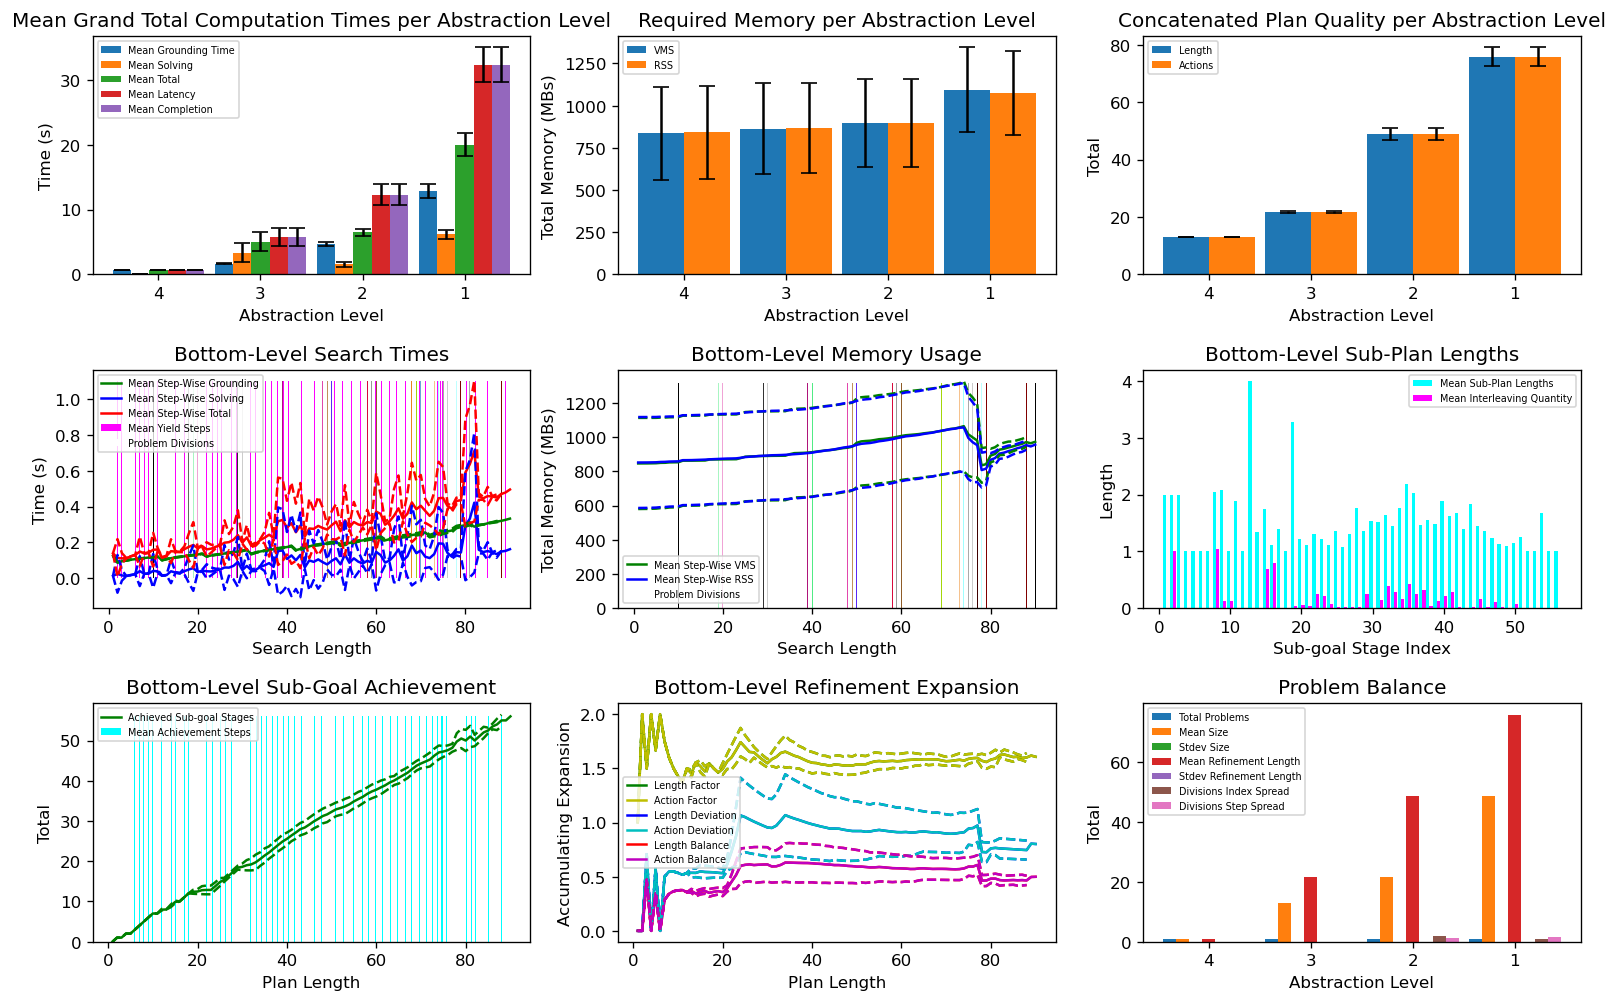 Mean Grand Total Computation Times per Abstraction Level
Time (s)
30
20
10
0
Mean Grounding Time
Mean Solving
Mean Total
Mean Latency
Mean Completion
4 3 2 1
Abstraction Level
Required Memory per Abstraction Level
Total Memory (MBs)
1250
1000
750
500
250
0
VMS
RSS
4 3 2 1
Abstraction Level
Concatenated Plan Quality per Abstraction Level
Total
80
60
40
20
0
Length
Actions
4 3 2 1
Abstraction Level
Bottom-Level Search Times
Time (s)
1.0
0.8
0.6
0.4
0.2
0.0
Mean Step-Wise Grounding
Mean Step-Wise Solving
Mean Step-Wise Total
Mean Yield Steps
Problem Divisions
0 20 40 60 80
Search Length
Bottom-Level Memory Usage
Total Memory (MBs)
1200
1000
800
600
400
200
0
Mean Step-Wise VMS
Mean Step-Wise RSS
Problem Divisions
0 20 40 60 80
Search Length
Bottom-Level Sub-Plan Lengths
Length
4
3
2
1
0
Mean Sub-Plan Lengths
Mean Interleaving Quantity
0 10 20 30 40 50
Sub-goal Stage Index
Bottom-Level Sub-Goal Achievement
Total
50
40
30
20
10
0
Achieved Sub-goal Stages
Mean Achievement Steps
0 20 40 60 80
Plan Length
Bottom-Level Refinement Expansion
Accumulating Expansion
2.0
1.5
1.0
0.5
0.0
Length Factor
Action Factor
Length Deviation
Action Deviation
Length Balance
Action Balance
0 20 40 60 80
Plan Length
Problem Balance
Total
60
40
20
0
Total Problems
Mean Size
Stdev Size
Mean Refinement Length
Stdev Refinement Length
Divisions Index Spread
Divisions Step Spread
4 3 2 1
Abstraction Level